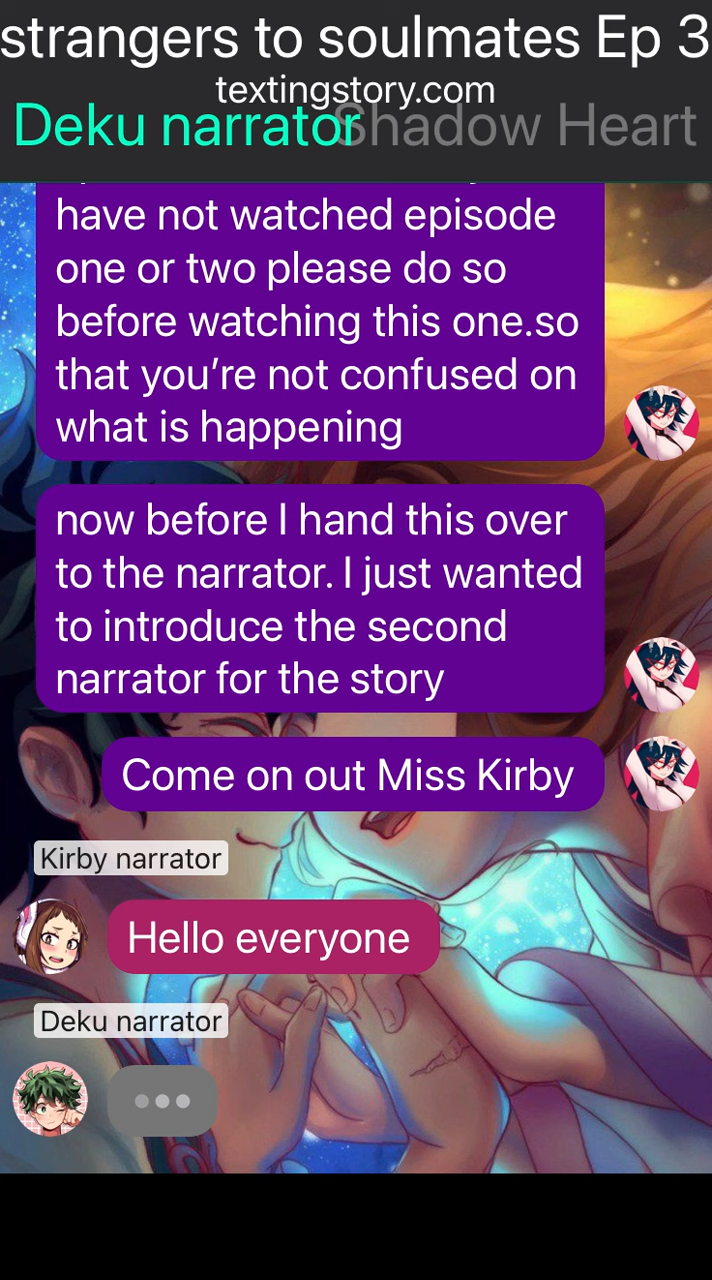 strangers to soulmates Ep 3
textingstory.com
Deku narrator Shadow Heart
have not watched episode
one or two please do so
before watching this one.so
that you’re not confused on
what is happening
now before I hand this over
to the narrator. I just wanted
to introduce the second
narrator for the story
Come on out Miss Kirby
Kirby narrator
Hello everyone
Deku narrator